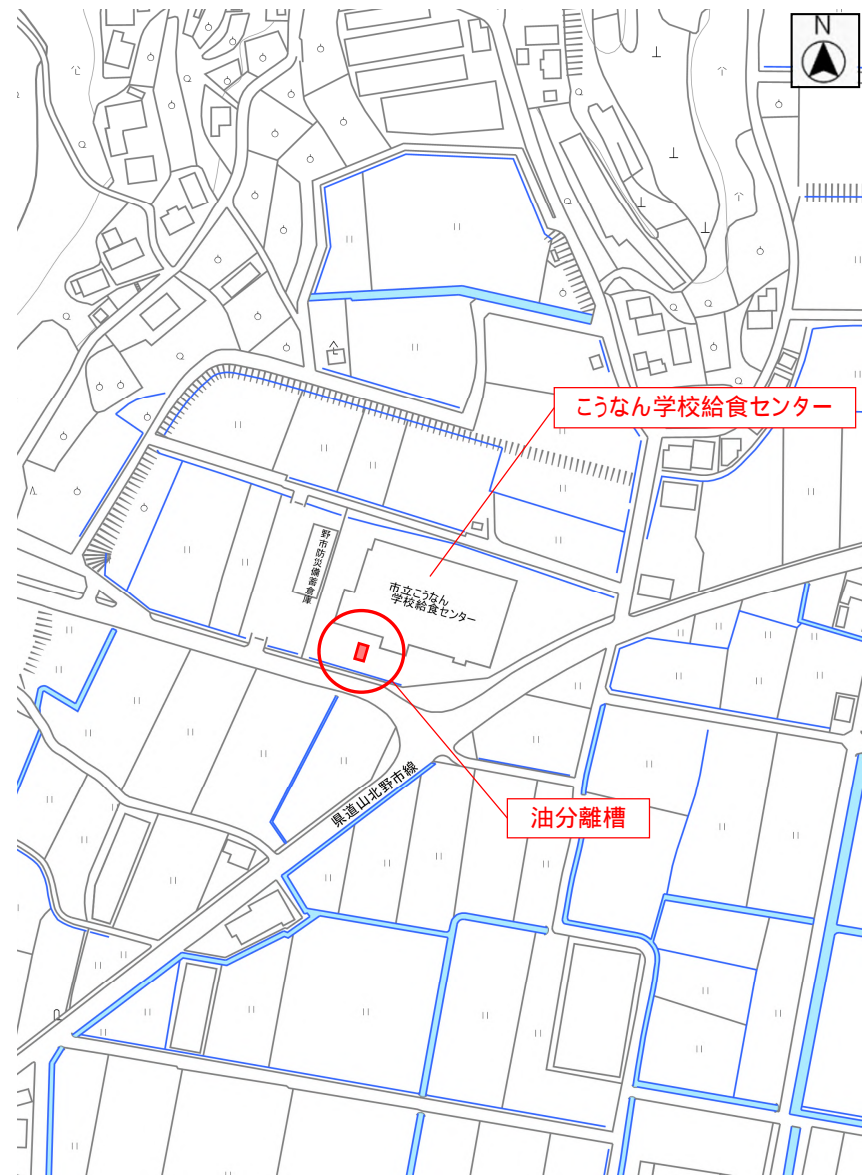 N
こうなん学校給食センター
野市防災備蓄倉庫
市立こうなん
学校給食センター
油分離槽
県道山北野市線